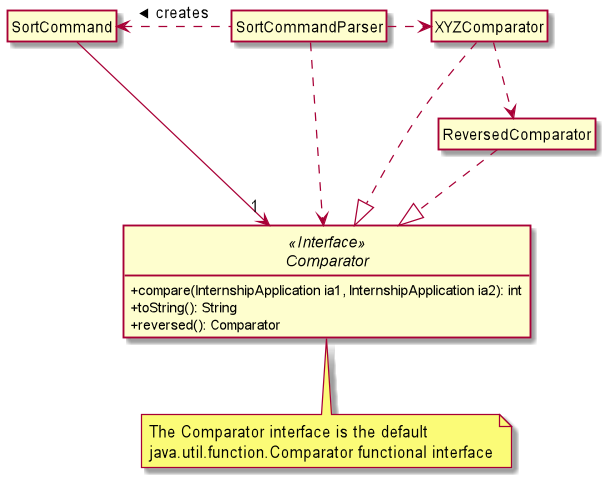 ◄ creates
SortCommand
SortCommandParser
XYZComparator
ReversedComparator
1
«Interface»
Comparator
+compare(InternshipApplication ia1, InternshipApplication ia2): int
+toString(): String
+reversed(): Comparator
The Comparator interface is the default
java.util.function.Comparator functional interface